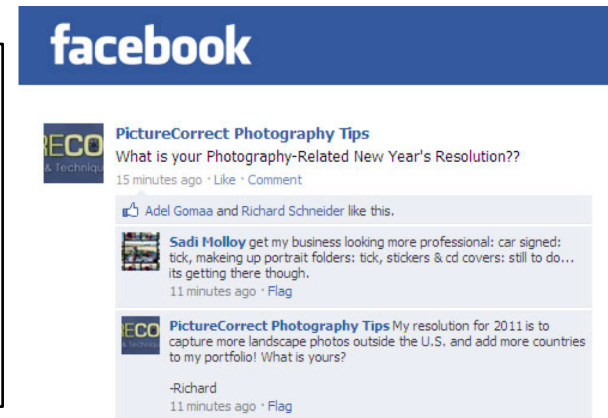 facebook
RECO
& Techniqu
PictureCorrect Photography Tips
What is your Photography-Related New Year's Resolution??
15 minutes ago · Like · Comment
Adel Gomaa and Richard Schneider like this.
Sadi Molloy get my business looking more professional: car signed:
tick, makeing up portrait folders: tick, stickers & cd covers: still to do...
its getting there though.
11 minutes ago · Flag
ECO
PictureCorrect Photography Tips My resolution for 2011 is to
capture more landscape photos outside the U.S. and add more countries
to my portfolio! What is yours?
-Richard
11 minutes ago · Flag